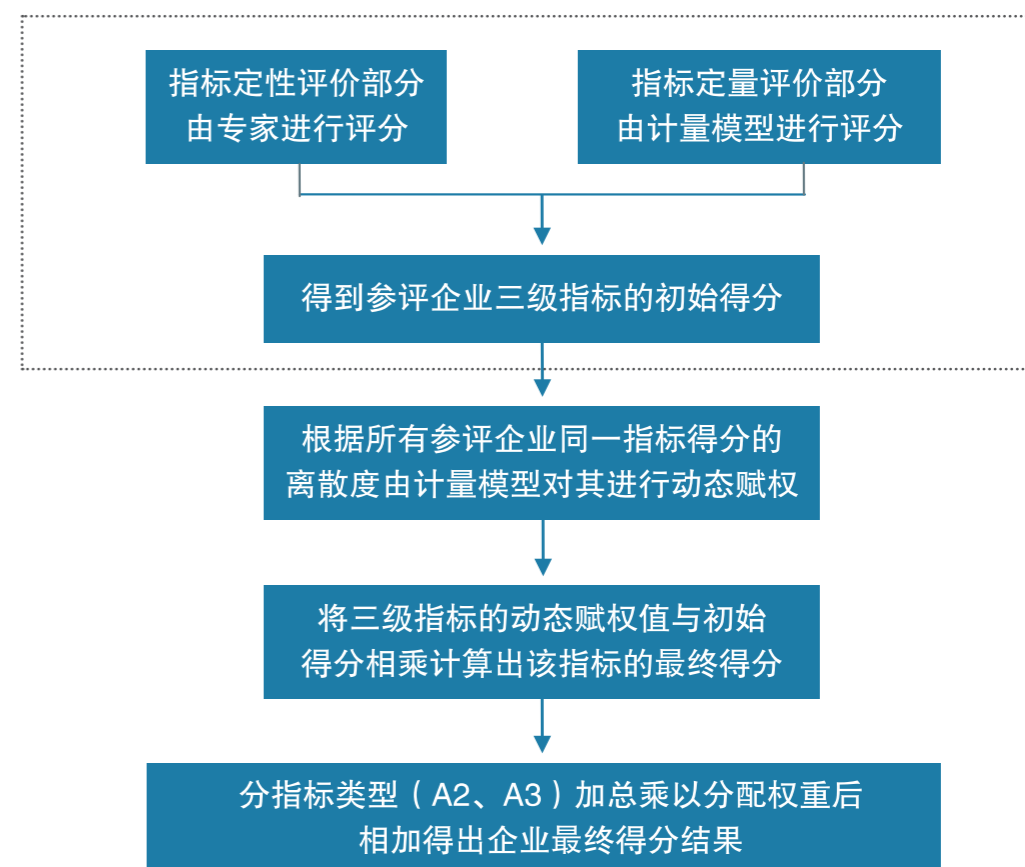 指标定性评价部分
由专家进行评分
指标定量评价部分
由计量模型进行评分
得到参评企业三级指标的初始得分
根据所有参评企业同一指标得分的
离散度由计量模型对其进行动态赋权
将三级指标的动态赋权值与初始
得分相乘计算出该指标的最终得分
分指标类型（A2、A3）加总乘以分配权重后
相加得出企业最终得分结果